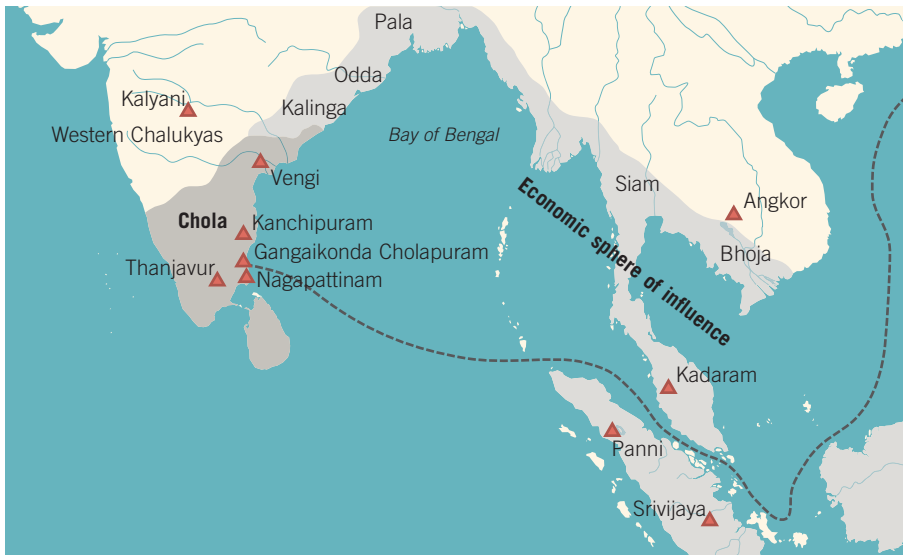 Pala
Odda
Kalyani
Kalinga
Western Chalukyas
Bay of Bengal
Vengi
Siam
Angkor
Chola
Kanchipuram
Economic sphere of influence
Gangaikonda Cholapuram
Bhoja
Thanjavur
Nagapattinam
Kadaram
Panni
Srivijaya